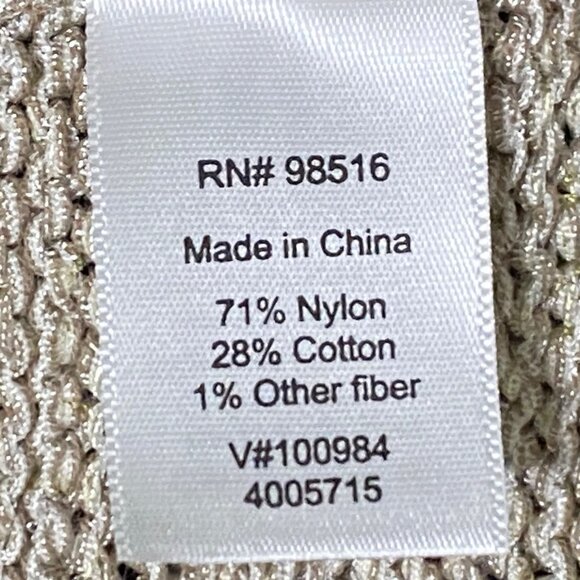 RN# 98516
Made in China
71% Nylon
28% Cotton
1% Other fiber
V#100984
4005715